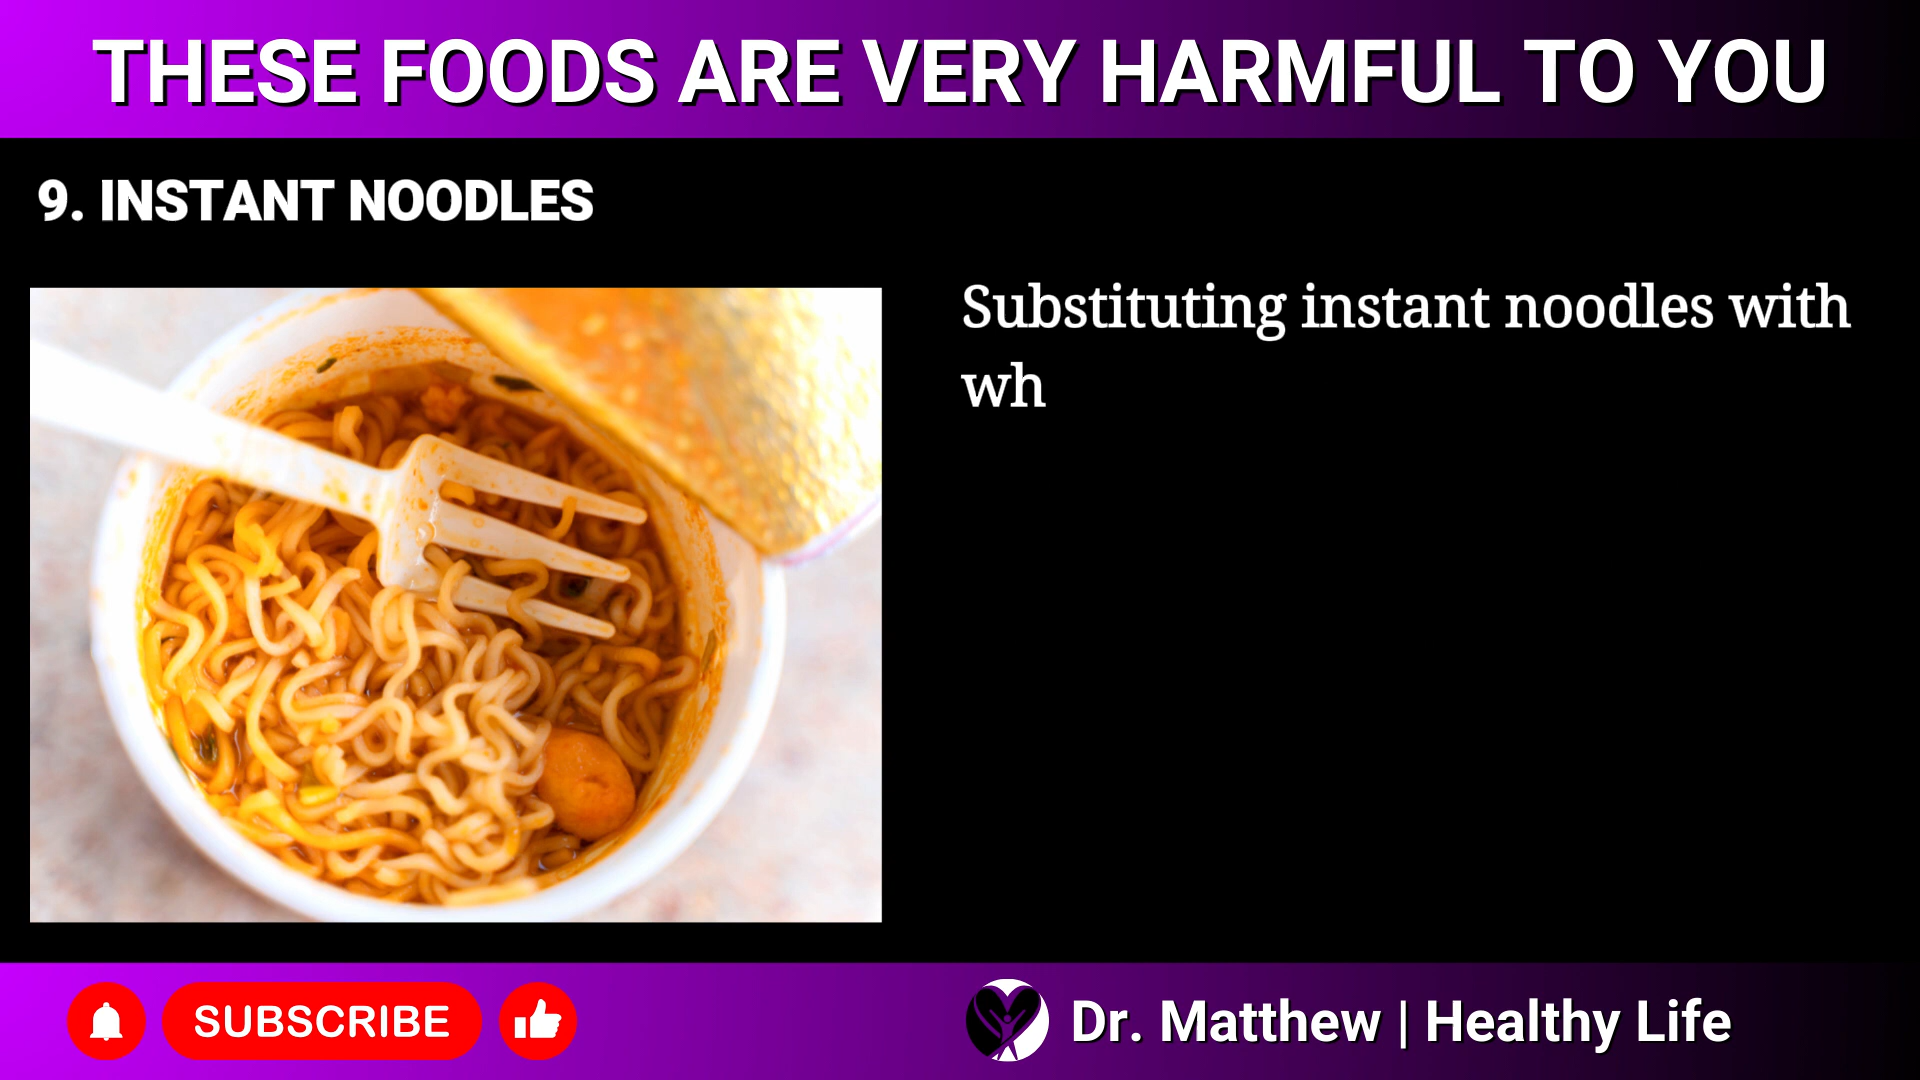 THESE FOODS ARE VERY HARMFUL TO YOU
9. INSTANT NOODLES
Substituting instant noodles with
wh
SUBSCRIBE
Dr. Matthew | Healthy Life